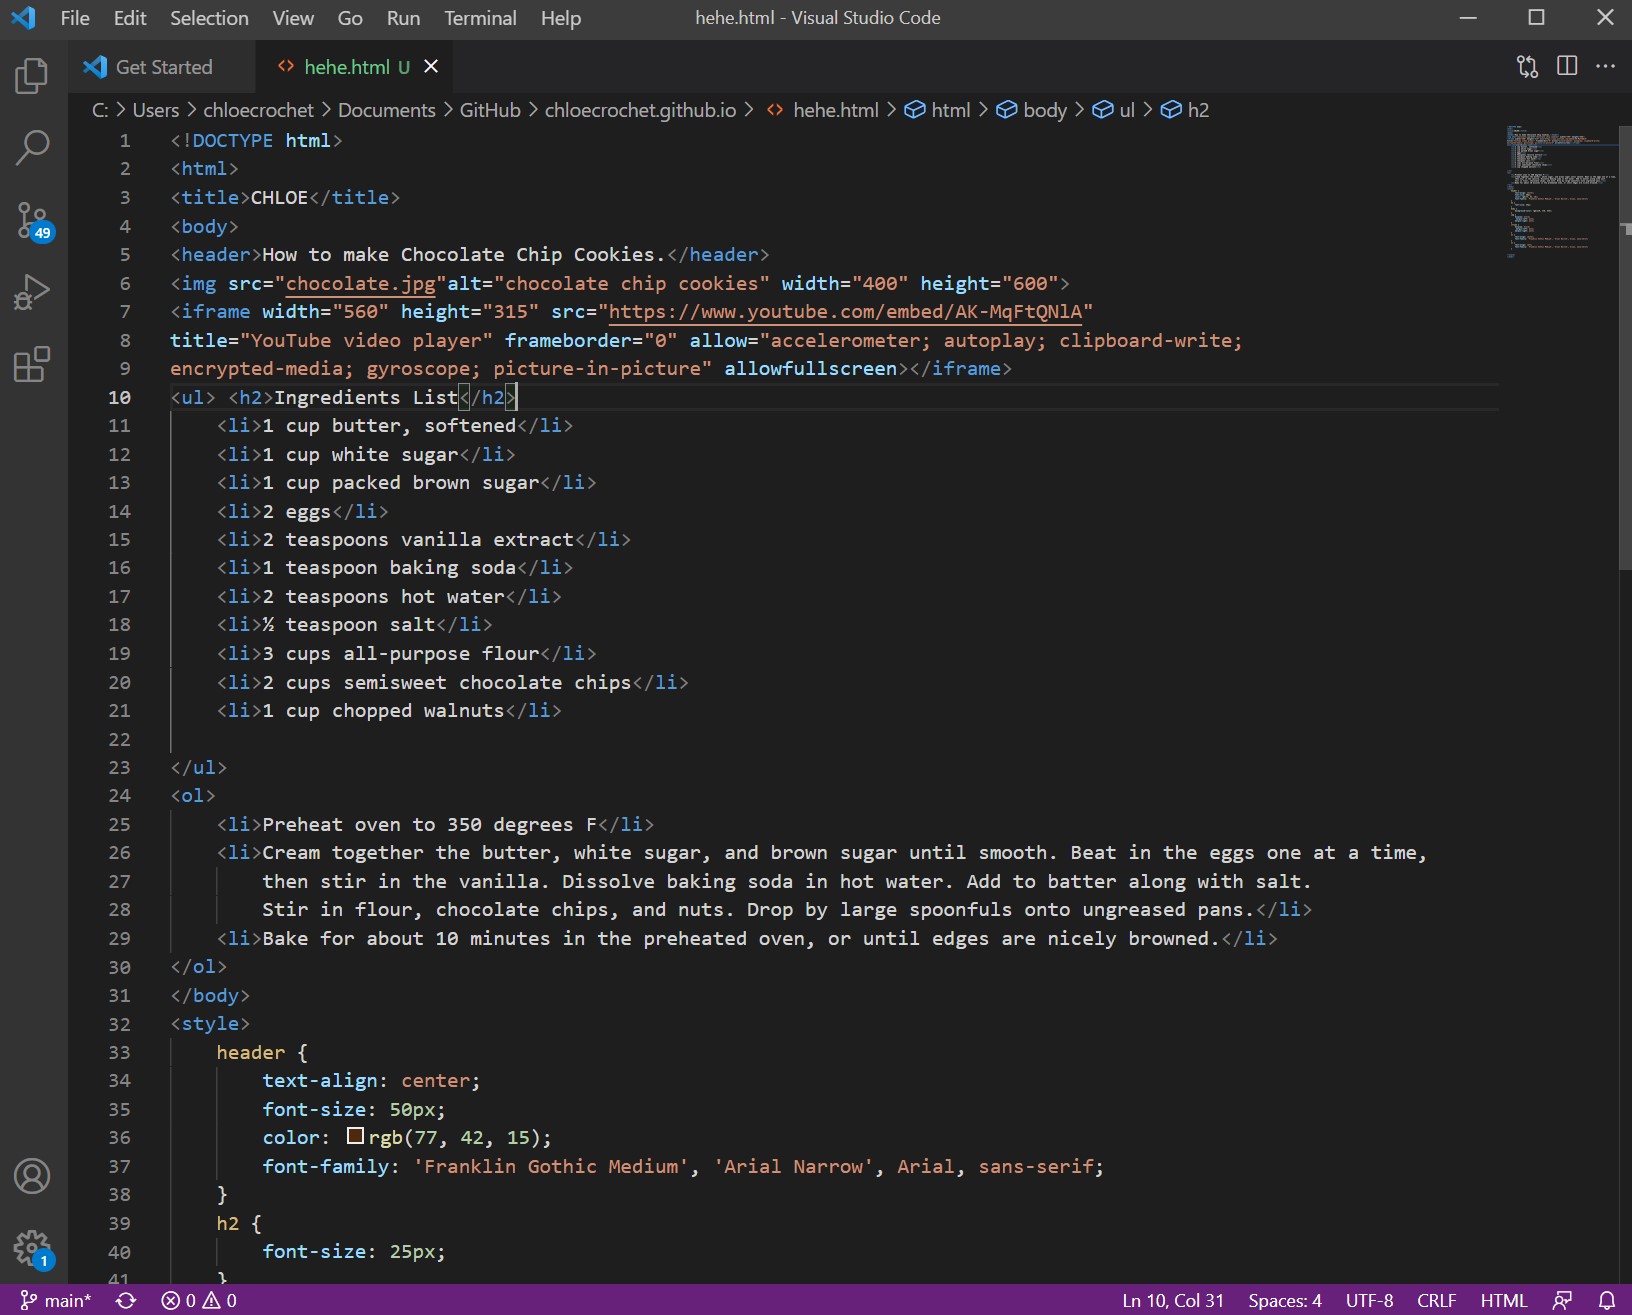 File Edit Selection View Go Run Terminal Help hehe.html - Visual Studio Code
Get Started hehe.html U
C: > Users > chloecrochet > Documents > GitHub > chloecrochet.github.io > hehe.html > html > body > ul > h2
1 <!DOCTYPE html>
2 <html>
3 <title>CHLOE</title>
4 <body>
5 <header>How to make Chocolate Chip Cookies.</header>
6 <img src="chocolate.jpg"alt="chocolate chip cookies" width="400" height="600">
7 <iframe width="560" height="315" src="https://www.youtube.com/embed/AK-MqFtQNlA"
8 title="YouTube video player" frameborder="0" allow="accelerometer; autoplay; clipboard-write;
9 encrypted-media; gyroscope; picture-in-picture" allowfullscreen></iframe>
10 <ul> <h2>Ingredients List</h2>
11 <li>1 cup butter, softened</li>
12 <li>1 cup white sugar</li>
13 <li>1 cup packed brown sugar</li>
14 <li>2 eggs</li>
15 <li>2 teaspoons vanilla extract</li>
16 <li>1 teaspoon baking soda</li>
17 <li>2 teaspoons hot water</li>
18 <li>½ teaspoon salt</li>
19 <li>3 cups all-purpose flour</li>
20 <li>2 cups semisweet chocolate chips</li>
21 <li>1 cup chopped walnuts</li>
22
23 </ul>
24 <ol>
25 <li>Preheat oven to 350 degrees F</li>
26 <li>Cream together the butter, white sugar, and brown sugar until smooth. Beat in the eggs one at a time,
27 then stir in the vanilla. Dissolve baking soda in hot water. Add to batter along with salt.
28 Stir in flour, chocolate chips, and nuts. Drop by large spoonfuls onto ungreased pans.</li>
29 <li>Bake for about 10 minutes in the preheated oven, or until edges are nicely browned.</li>
30 </ol>
31 </body>
32 <style>
33 header {
34 text-align: center;
35 font-size: 50px;
36 color: rgb(77, 42, 15);
37 font-family: 'Franklin Gothic Medium', 'Arial Narrow', Arial, sans-serif;
38 }
39 h2 {
40 font-size: 25px;
41 }
49
1
main* 0 0 Ln 10, Col 31 Spaces: 4 UTF-8 CRLF HTML